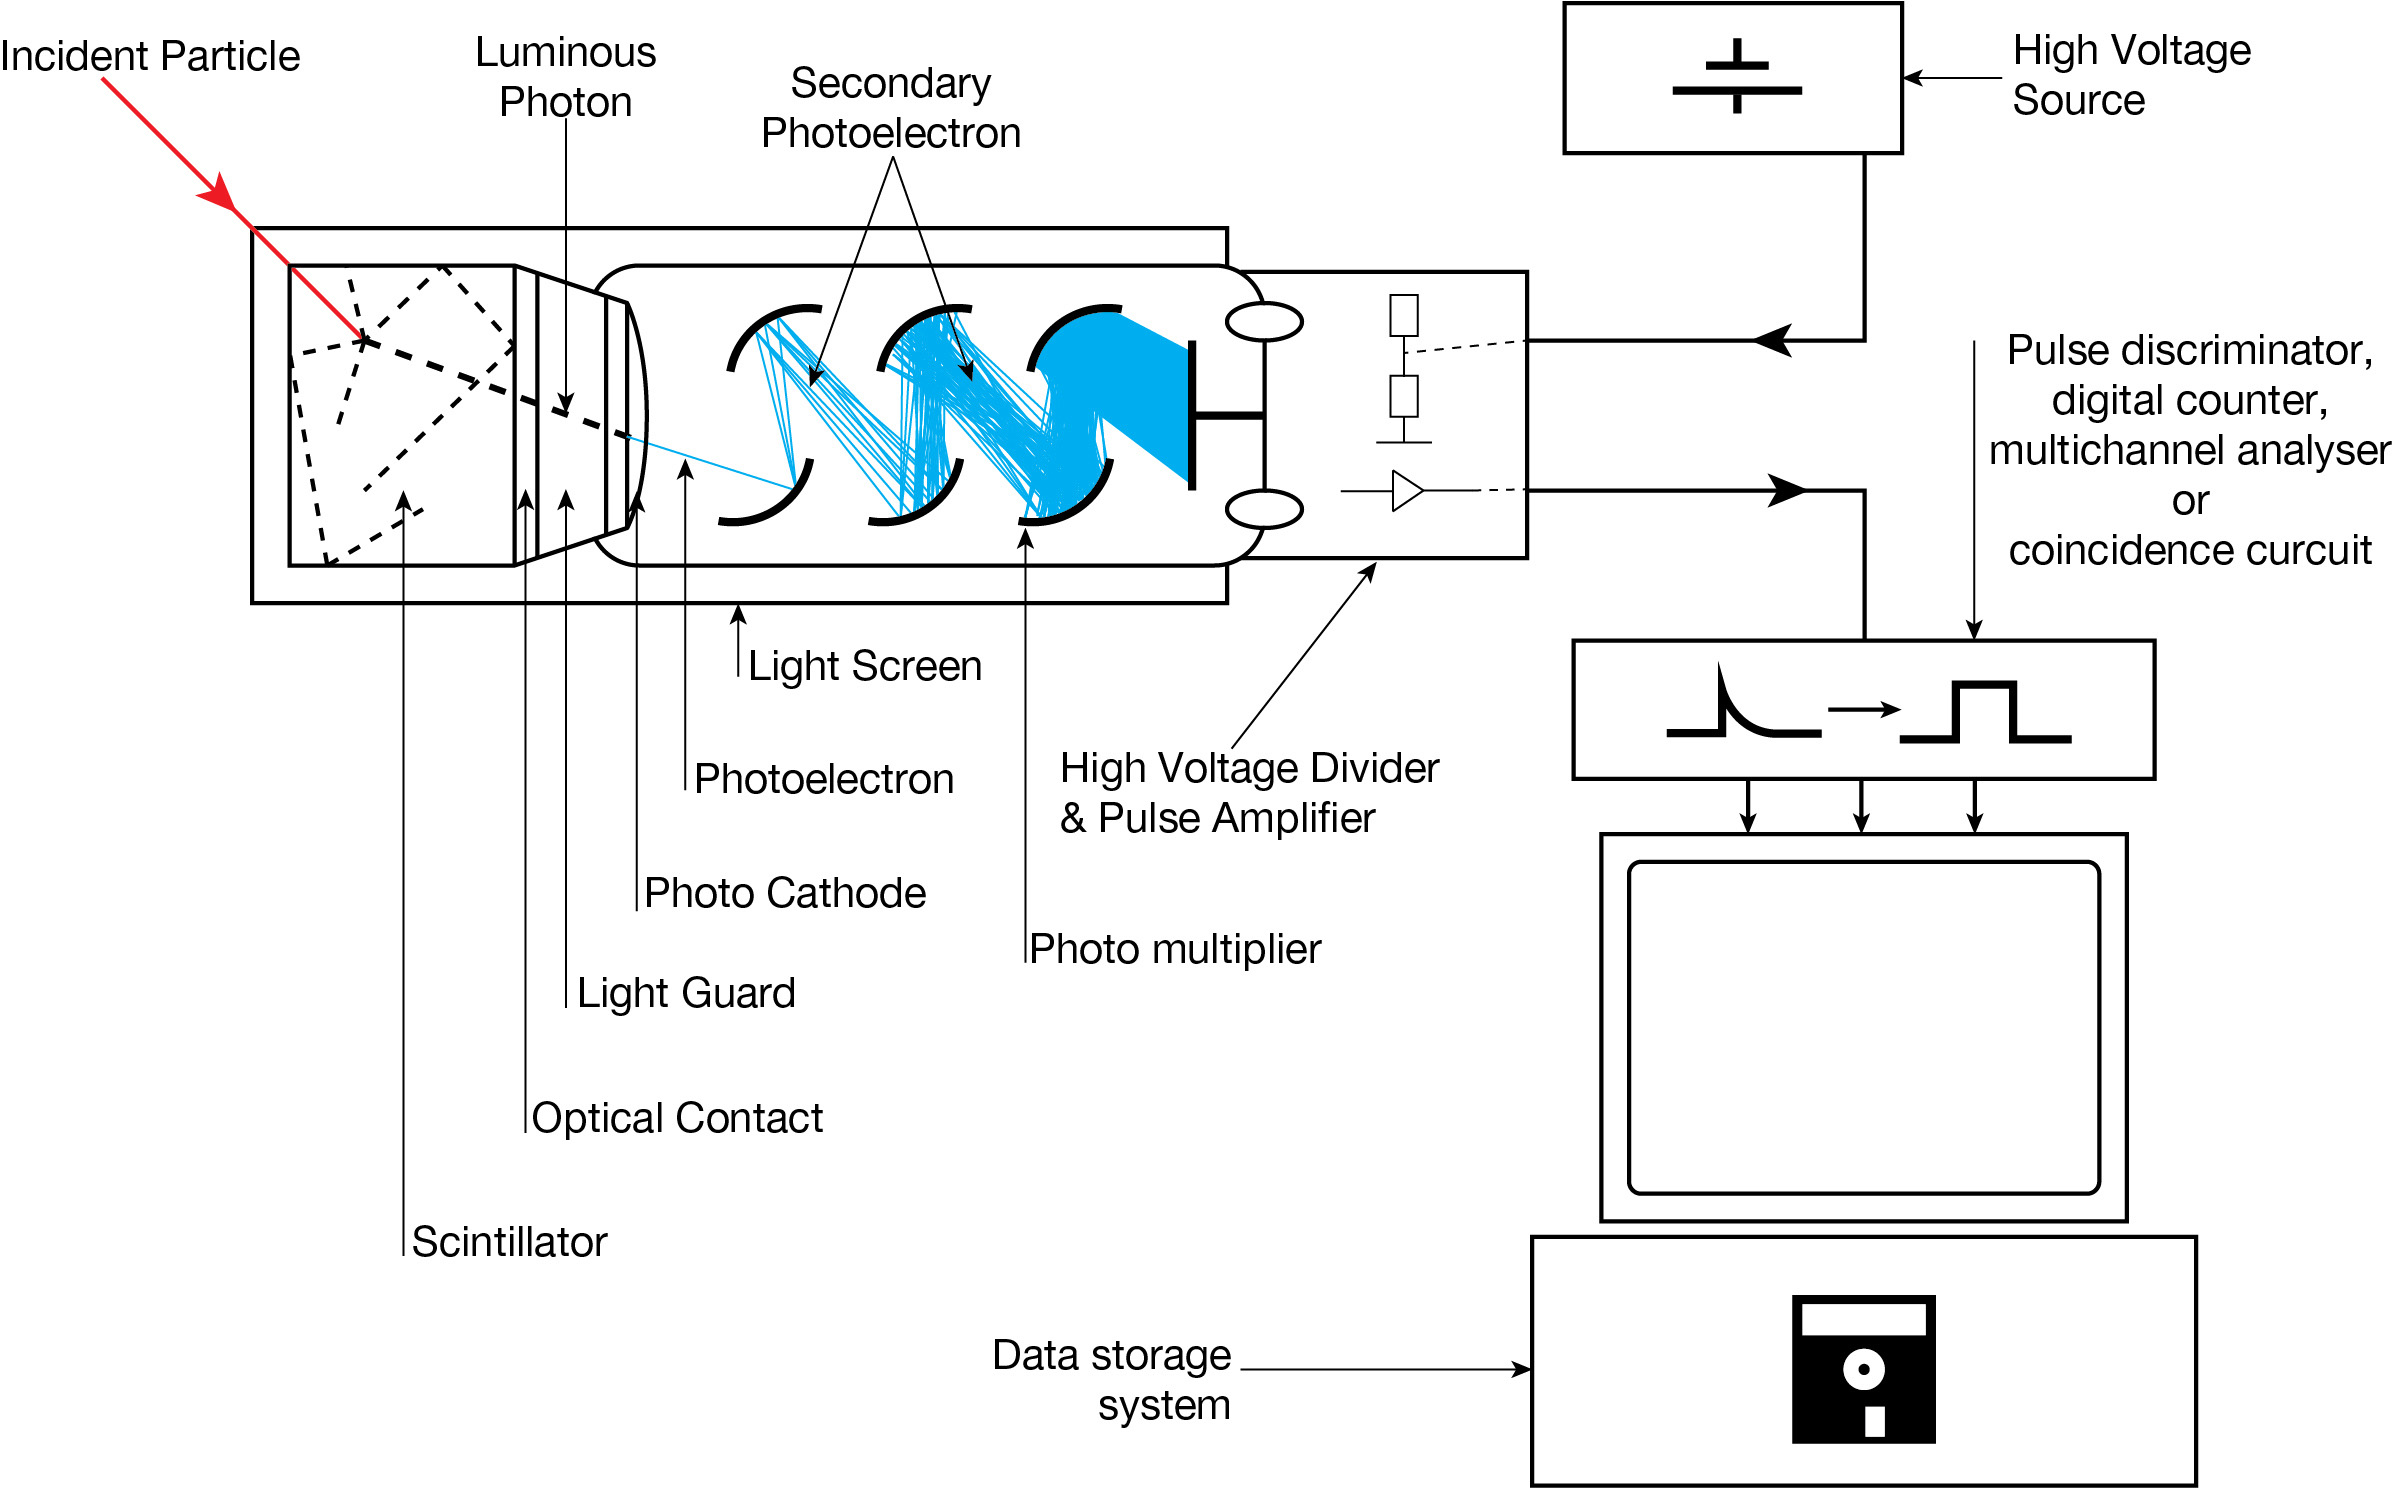 Incident Particle
Luminous
Photon
Secondary
Photoelectron
High Voltage
Source
Pulse discriminator,
digital counter,
multichannel analyser
or
coincidence curcuit
Light Screen
Photoelectron
High Voltage Divider
& Pulse Amplifier
Photo Cathode
Photo multiplier
Light Guard
Optical Contact
Scintillator
Data storage
system